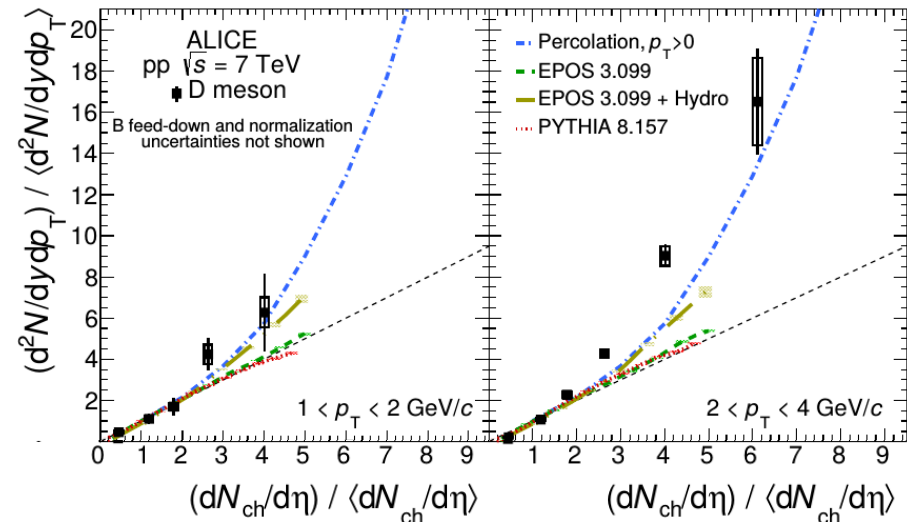 ALICE
pp √s = 7 TeV
D meson
B feed-down and normalization
uncertainties not shown
1 < p_T < 2 GeV/c
Percolation, p_T>0
EPOS 3.099
EPOS 3.099 + Hydro
PYTHIA 8.157
2 < p_T < 4 GeV/c
(d²N/dydp_T) / ⟨d²N/dydp_T⟩
20
18
16
14
12
10
8
6
4
2
0 1 2 3 4 5 6 7 8 9
0 1 2 3 4 5 6 7 8 9
(dN_ch/dη) / ⟨dN_ch/dη⟩
(dN_ch/dη) / ⟨dN_ch/dη⟩